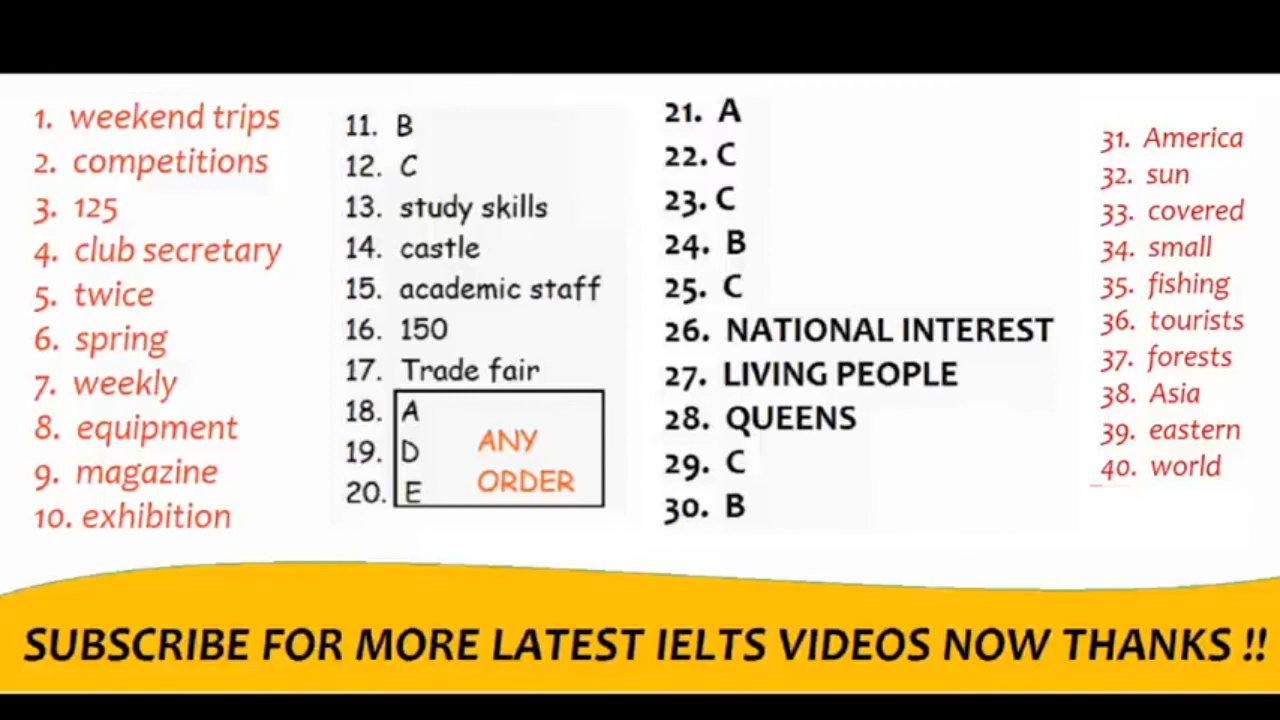 1. weekend trips
2. competitions
3. 125
4. club secretary
5. twice
6. spring
7. weekly
8. equipment
9. magazine
10. exhibition
11. B
12. C
13. study skills
14. castle
15. academic staff
16. 150
17. Trade fair
18. A
19. D
20. E
ANY
ORDER
21. A
22. C
23. C
24. B
25. C
26. NATIONAL INTEREST
27. LIVING PEOPLE
28. QUEENS
29. C
30. B
31. America
32. sun
33. covered
34. small
35. fishing
36. tourists
37. forests
38. Asia
39. eastern
40. world
SUBSCRIBE FOR MORE LATEST IELTS VIDEOS NOW THANKS !!